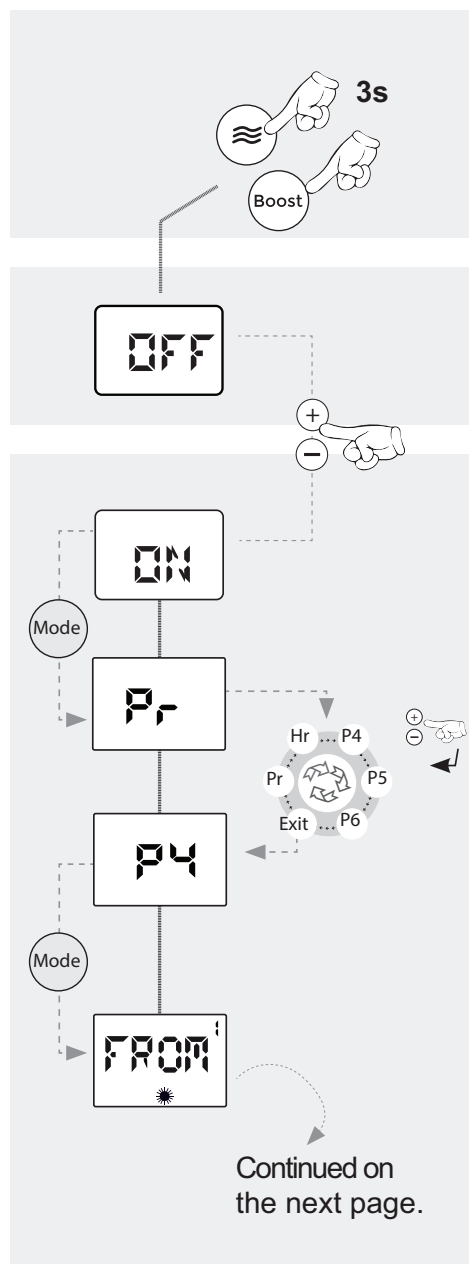 3s
Boost
OFF
+
−
ON
Mode
Pr
Hr P4
Pr P5
Exit P6
+
−
P4
Mode
FROM 1
Continued on
the next page.